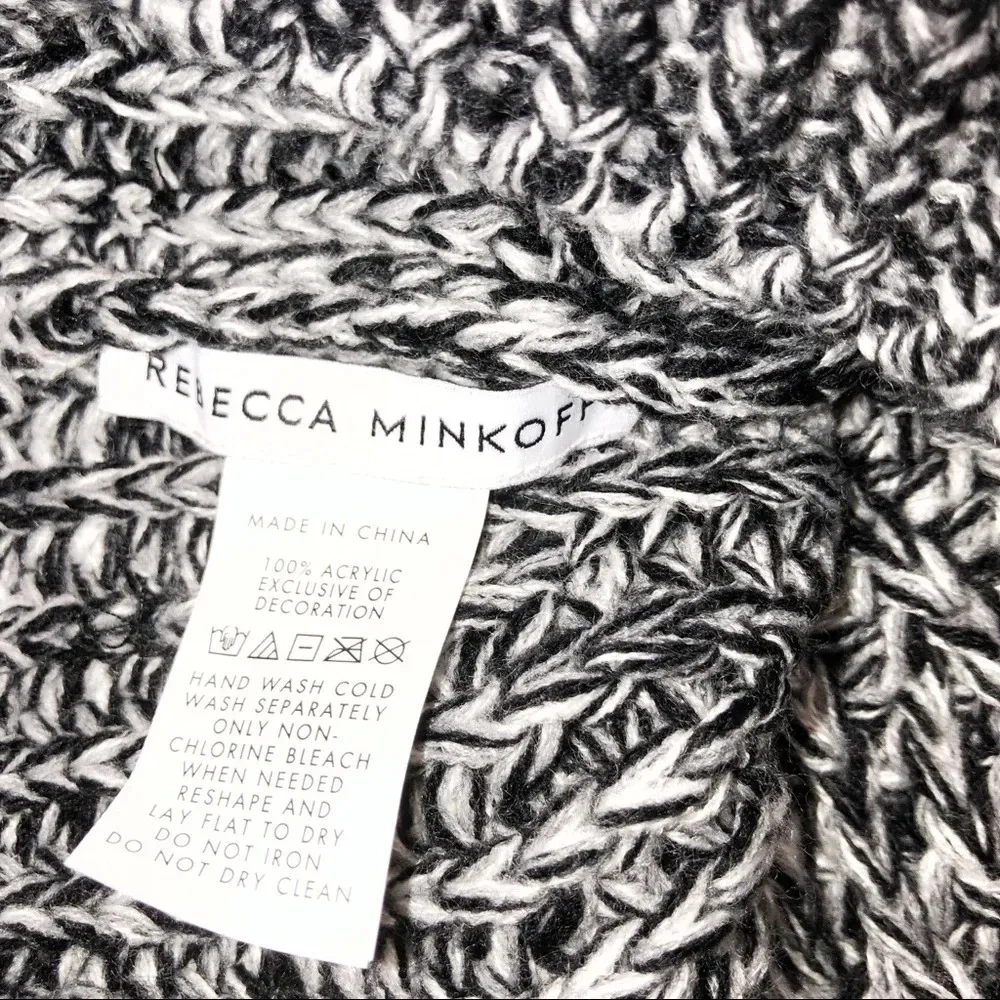 REBECCA MINKOFF
MADE IN CHINA
100% ACRYLIC
EXCLUSIVE OF
DECORATION
HAND WASH COLD
WASH SEPARATELY
ONLY NON-
CHLORINE BLEACH
WHEN NEEDED
RESHAPE AND
LAY FLAT TO DRY
DO NOT IRON
DO NOT DRY CLEAN